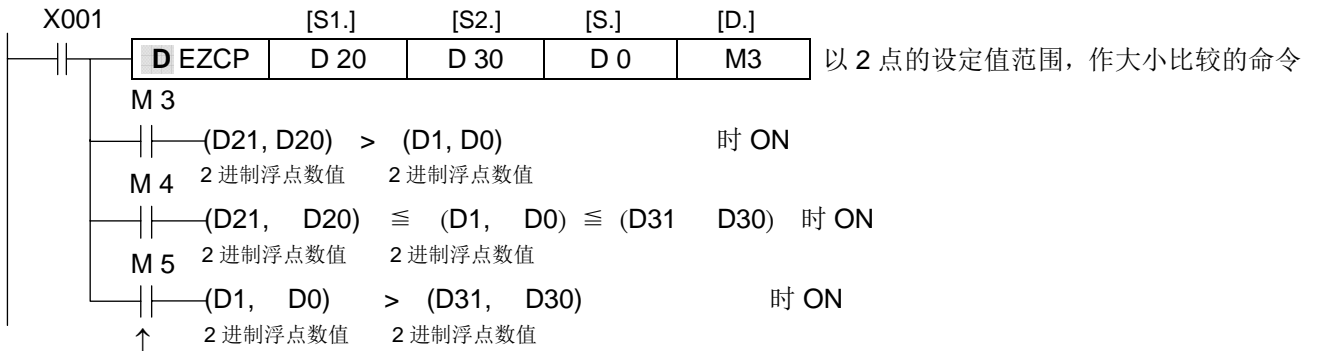 X001 [S1.] [S2.] [S.] [D.]
D EZCP D 20 D 30 D 0 M3 以 2 点的设定值范围，作大小比较的命令
M 3
(D21, D20) > (D1, D0) 时 ON
2 进制浮点数值 2 进制浮点数值
M 4
(D21, D20) ≦ (D1, D0) ≦ (D31 D30) 时 ON
2 进制浮点数值 2 进制浮点数值
M 5
(D1, D0) > (D31, D30) 时 ON
2 进制浮点数值 2 进制浮点数值
↑